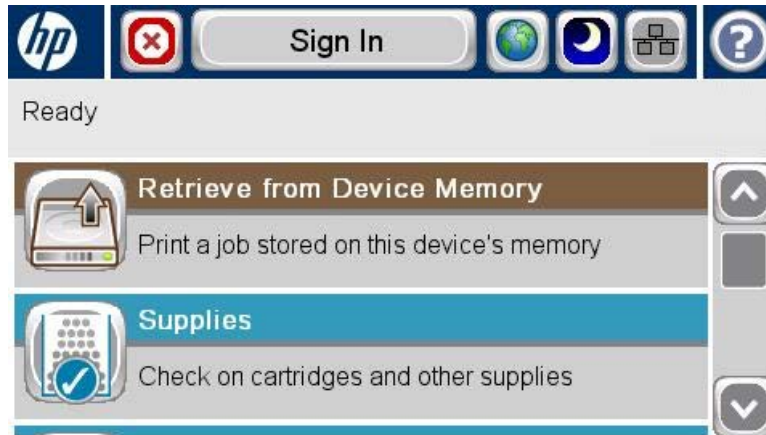 hp
Sign In
?
Ready
Retrieve from Device Memory
Print a job stored on this device's memory
Supplies
Check on cartridges and other supplies